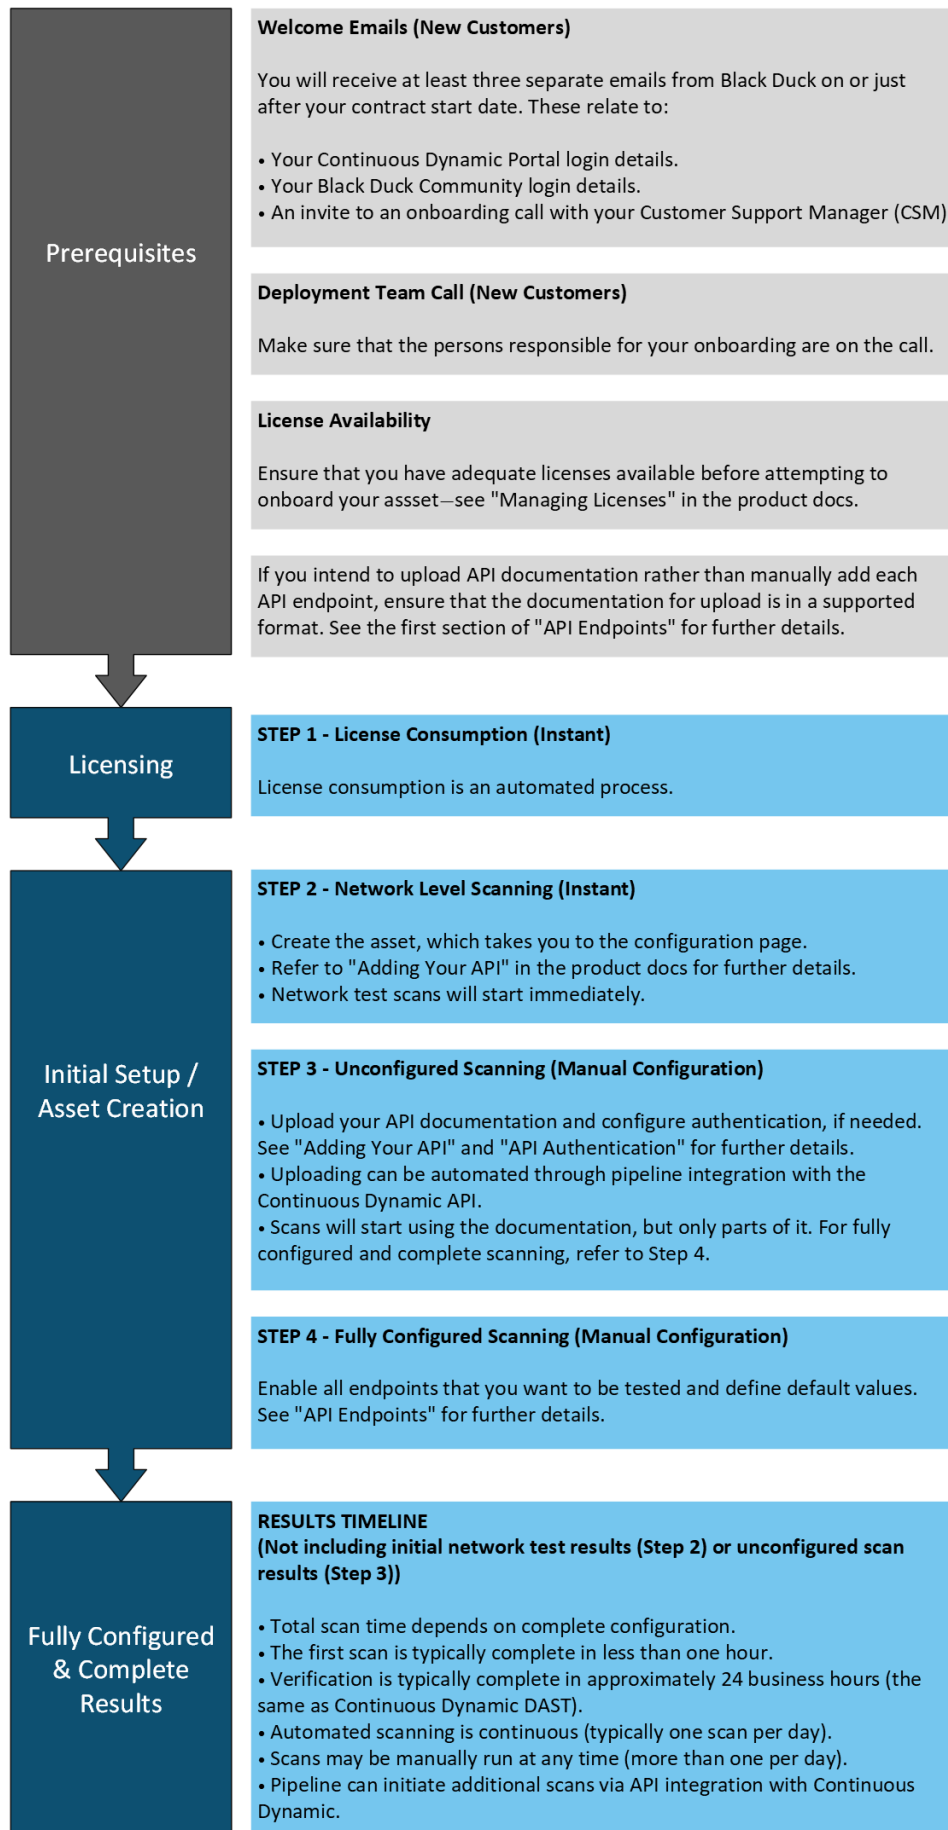 Prerequisites
Welcome Emails (New Customers)
You will receive at least three separate emails from Black Duck on or just
after your contract start date. These relate to:
• Your Continuous Dynamic Portal login details.
• Your Black Duck Community login details.
• An invite to an onboarding call with your Customer Support Manager (CSM)
Deployment Team Call (New Customers)
Make sure that the persons responsible for your onboarding are on the call.
License Availability
Ensure that you have adequate licenses available before attempting to
onboard your assset—see "Managing Licenses" in the product docs.
If you intend to upload API documentation rather than manually add each
API endpoint, ensure that the documentation for upload is in a supported
format. See the first section of "API Endpoints" for further details.
Licensing
STEP 1 - License Consumption (Instant)
License consumption is an automated process.
Initial Setup /
Asset Creation
STEP 2 - Network Level Scanning (Instant)
• Create the asset, which takes you to the configuration page.
• Refer to "Adding Your API" in the product docs for further details.
• Network test scans will start immediately.
STEP 3 - Unconfigured Scanning (Manual Configuration)
• Upload your API documentation and configure authentication, if needed.
See "Adding Your API" and "API Authentication" for further details.
• Uploading can be automated through pipeline integration with the
Continuous Dynamic API.
• Scans will start using the documentation, but only parts of it. For fully
configured and complete scanning, refer to Step 4.
STEP 4 - Fully Configured Scanning (Manual Configuration)
Enable all endpoints that you want to be tested and define default values.
See "API Endpoints" for further details.
Fully Configured
& Complete
Results
RESULTS TIMELINE
(Not including initial network test results (Step 2) or unconfigured scan
results (Step 3))
• Total scan time depends on complete configuration.
• The first scan is typically complete in less than one hour.
• Verification is typically complete in approximately 24 business hours (the
same as Continuous Dynamic DAST).
• Automated scanning is continuous (typically one scan per day).
• Scans may be manually run at any time (more than one per day).
• Pipeline can initiate additional scans via API integration with Continuous
Dynamic.